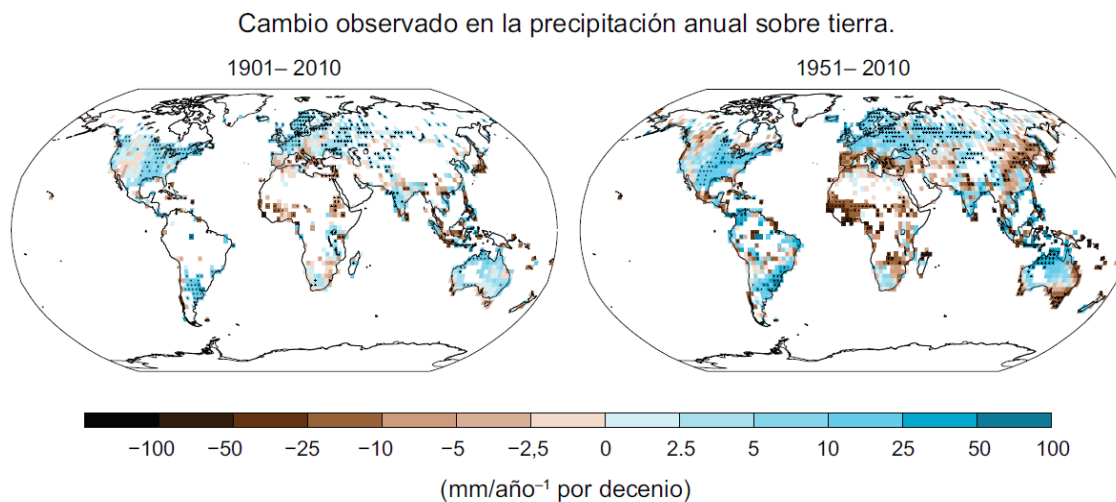 Cambio observado en la precipitación anual sobre tierra.
1901– 2010
1951– 2010
−100 −50 −25 −10 −5 −2,5 0 2.5 5 10 25 50 100
(mm/año⁻¹ por decenio)